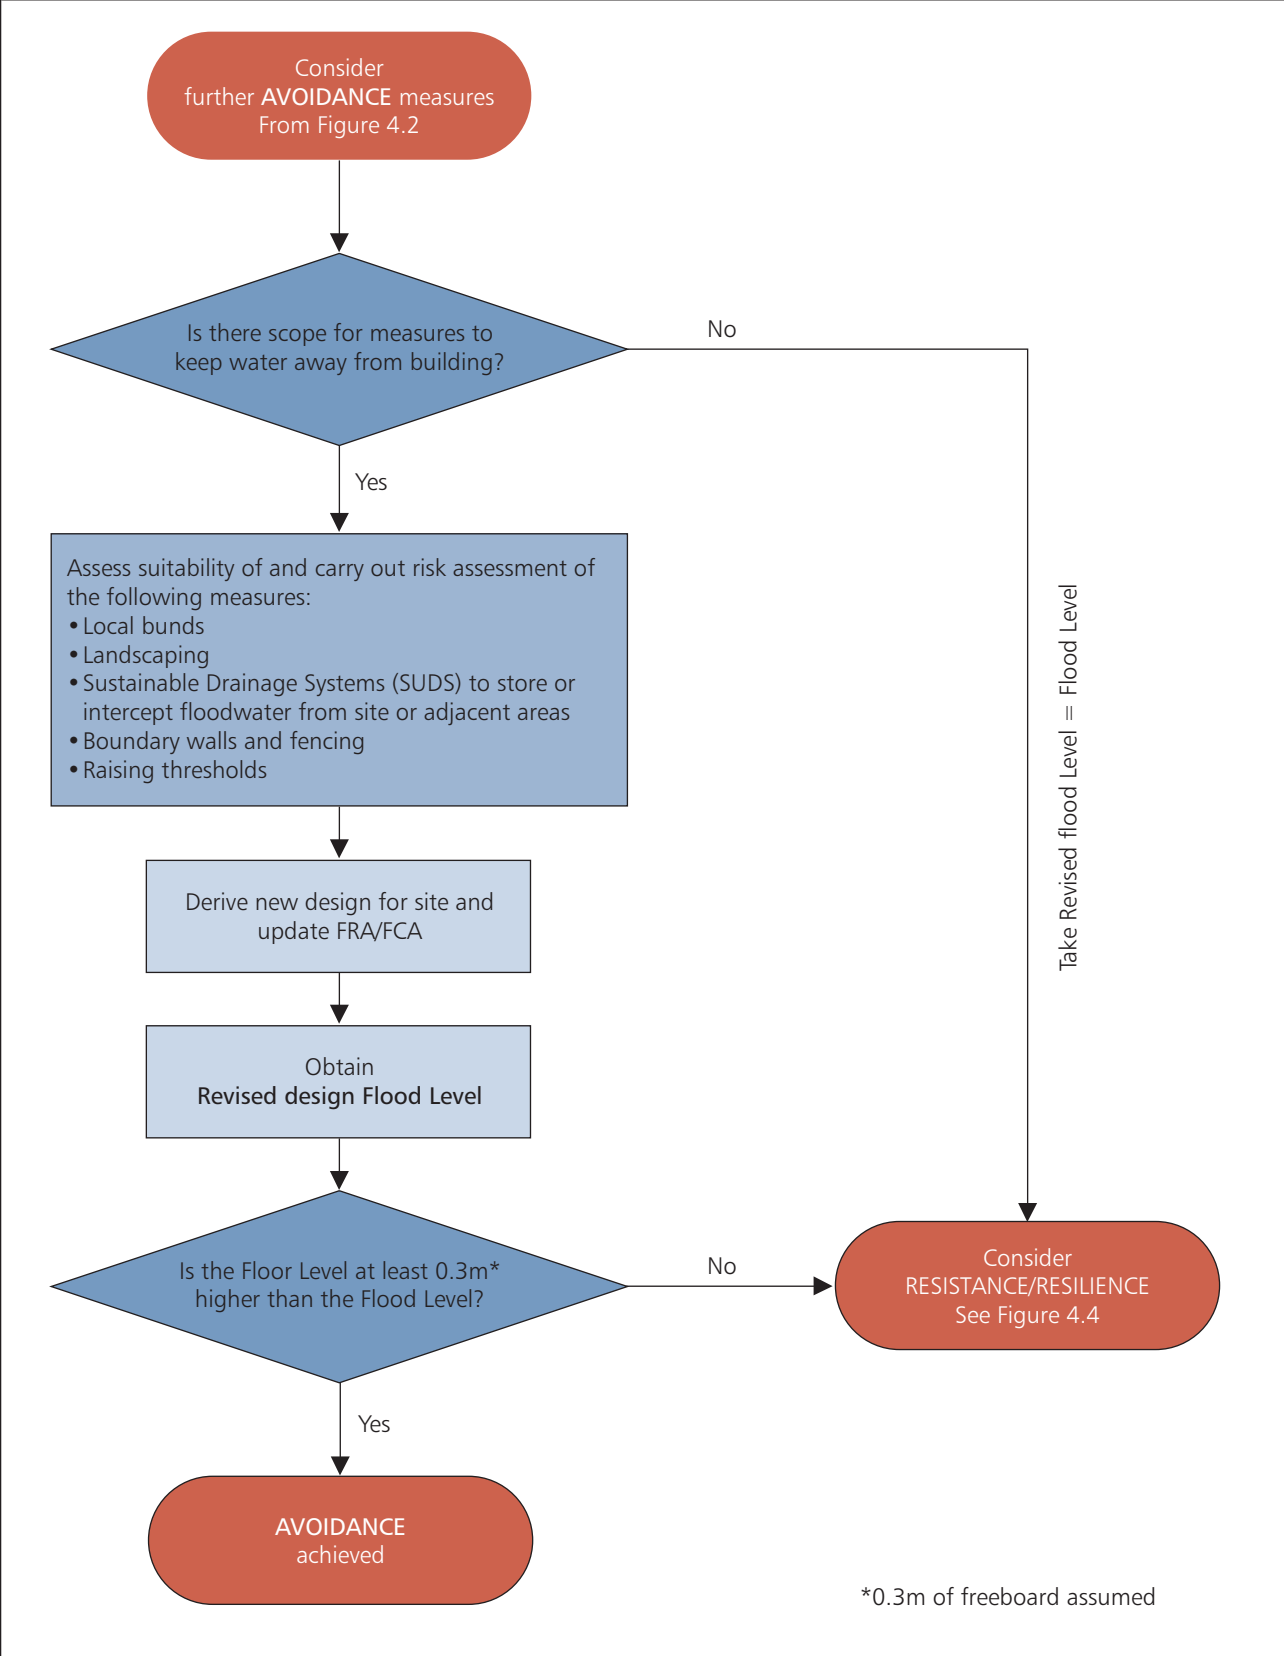 Consider
further AVOIDANCE measures
From Figure 4.2
Is there scope for measures to
keep water away from building?
No
Yes
Assess suitability of and carry out risk assessment of
the following measures:
• Local bunds
• Landscaping
• Sustainable Drainage Systems (SUDS) to store or
intercept floodwater from site or adjacent areas
• Boundary walls and fencing
• Raising thresholds
Take Revised flood Level = Flood Level
Derive new design for site and
update FRA/FCA
Obtain
Revised design Flood Level
Is the Floor Level at least 0.3m*
higher than the Flood Level?
No
Consider
RESISTANCE/RESILIENCE
See Figure 4.4
Yes
AVOIDANCE
achieved
*0.3m of freeboard assumed